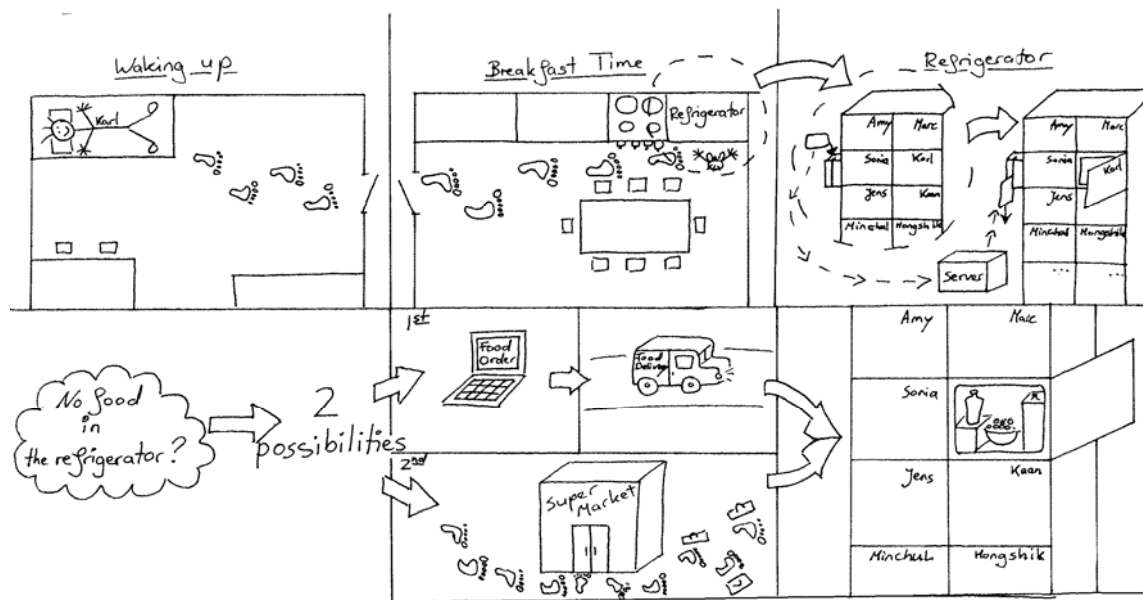 Waking up
Karl
Breakfast Time
Refrigerator
Refrigerator
Amy Marc
Sonia Karl
Jens Kaan
Minchul Hongshik
Server
Amy Marc
Sonia Karl
Jens
Minchul Hongshik
...
No food
in
the refrigerator?
2
possibilities
1st
Food
Order
Food
Delivery
2nd
Super
Market
Amy Marc
Sonia
Jens Kaan
Minchul Hongshik